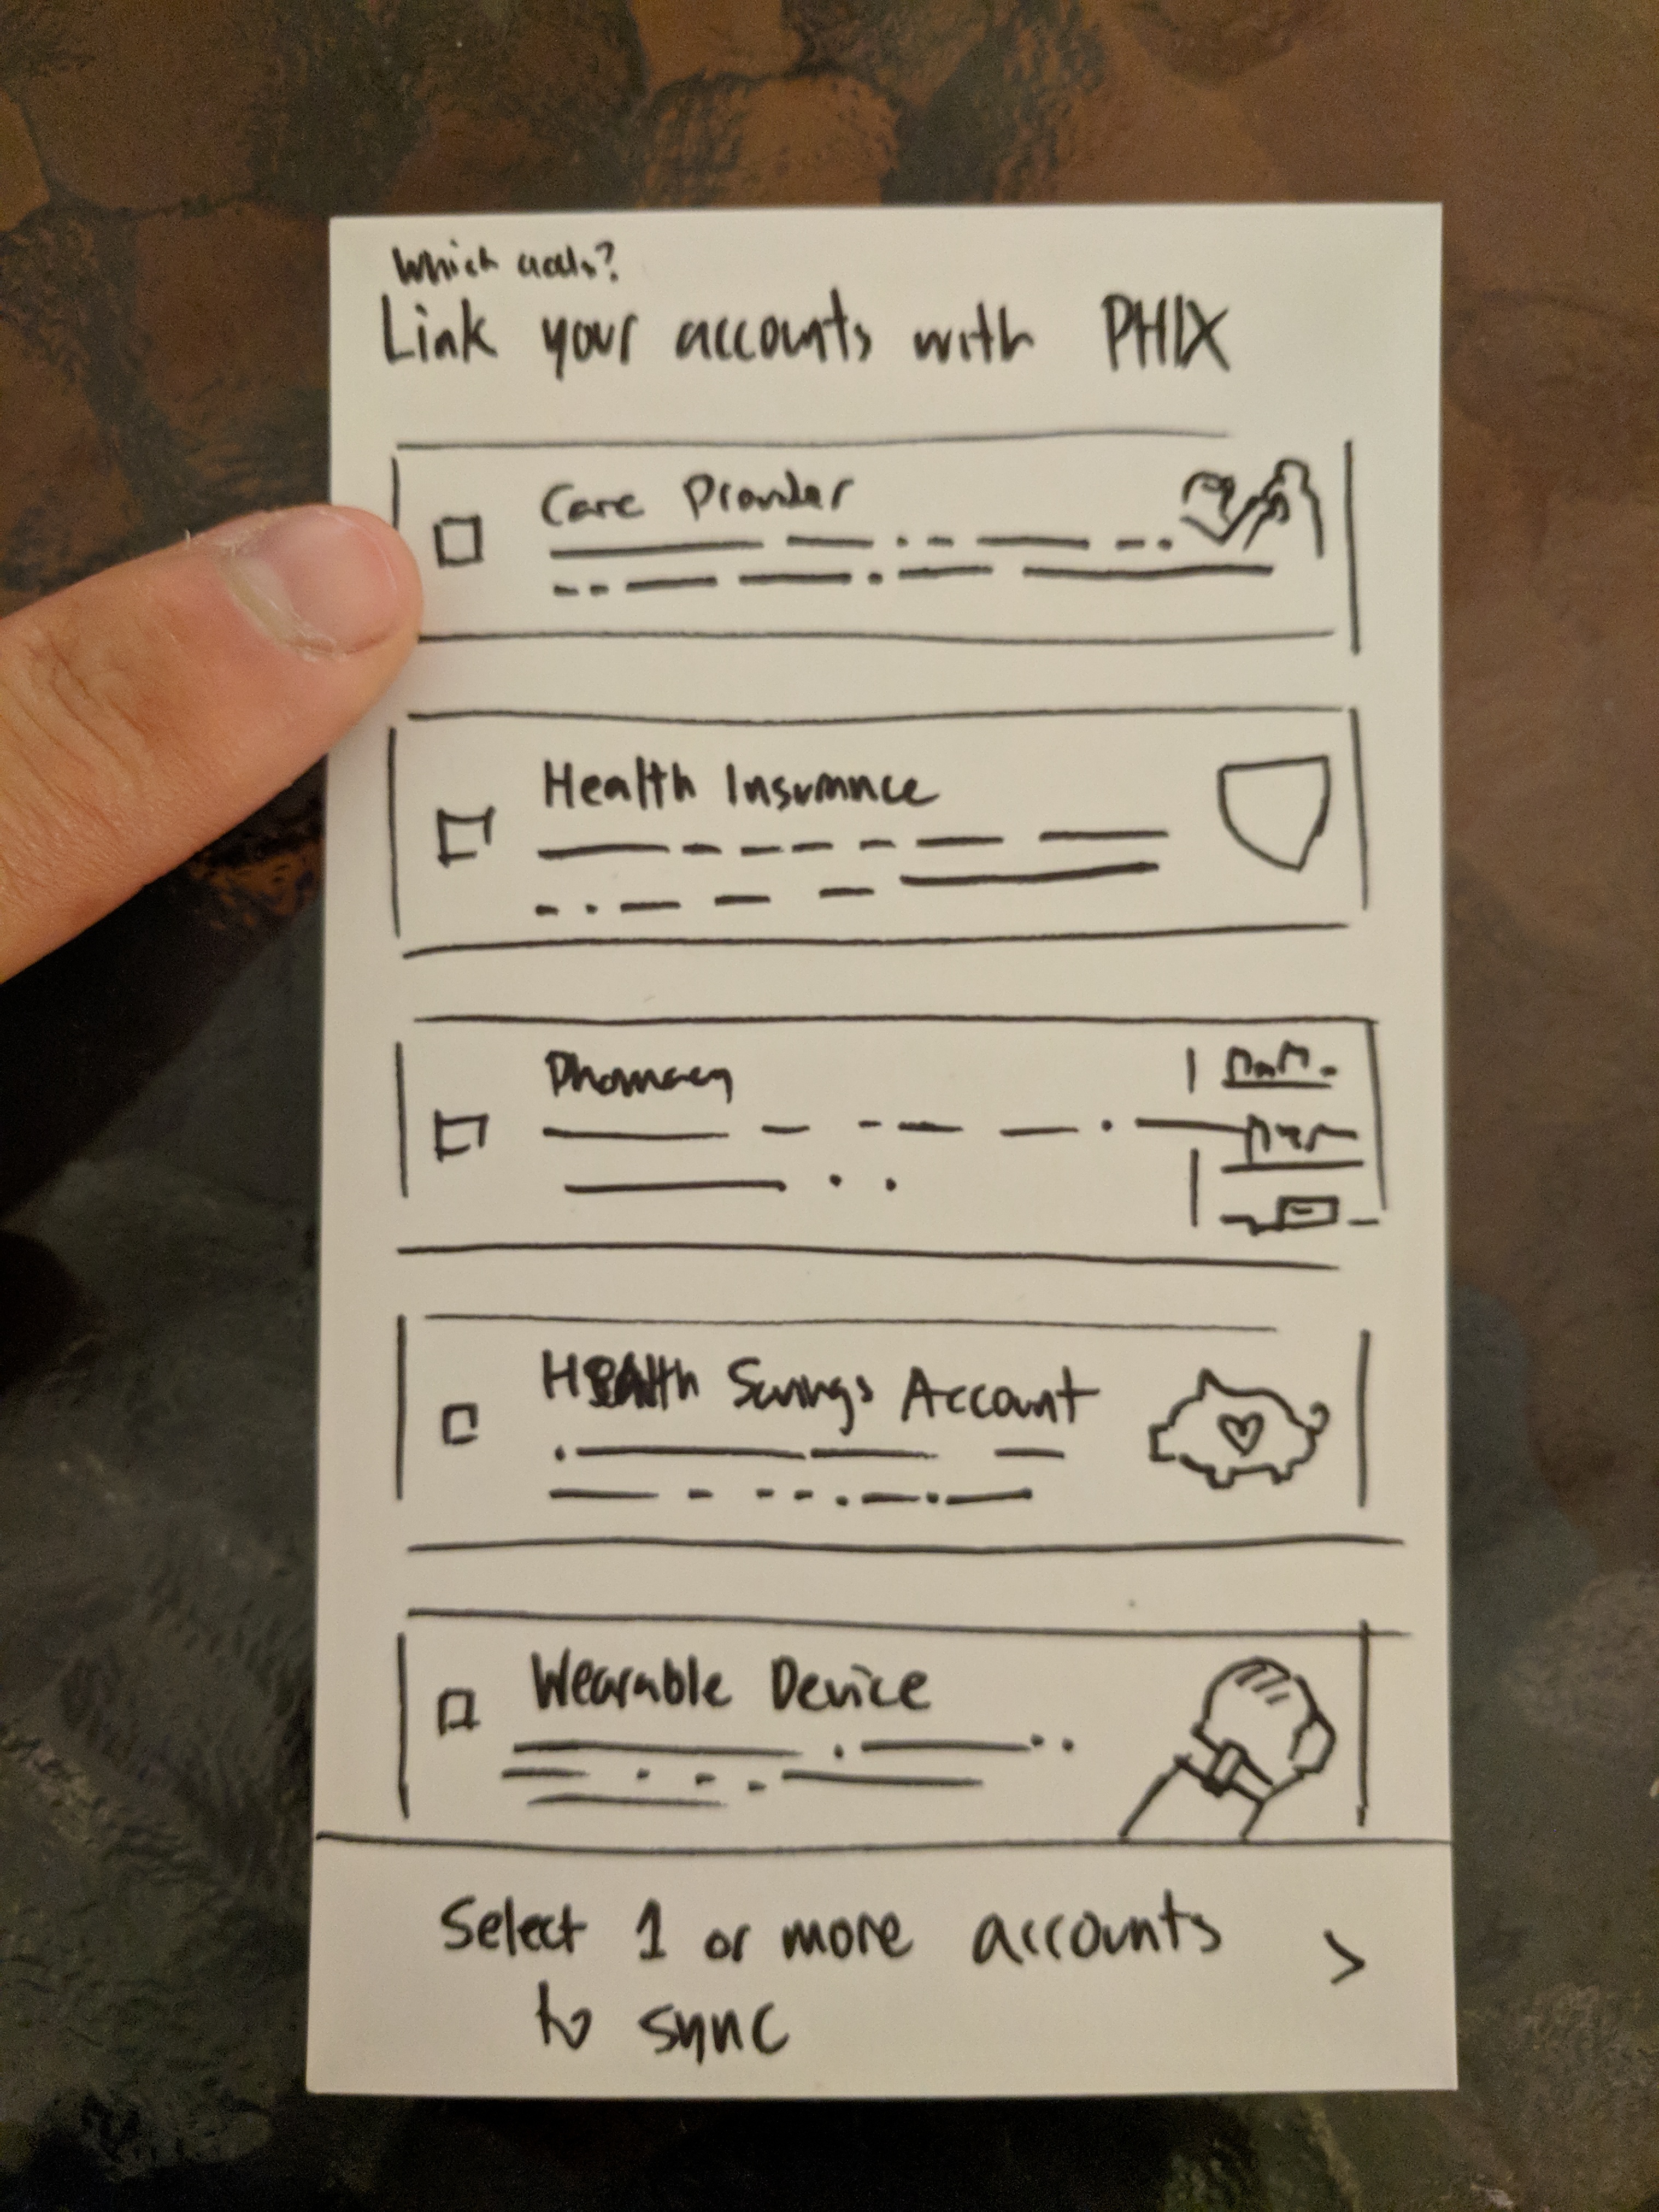 Which
Link your accounts with PHIX
Care Provider
Health Insurance
Pharmacy
Health Savings Account
Wearable Device
Select 1 or more accounts >
to sync